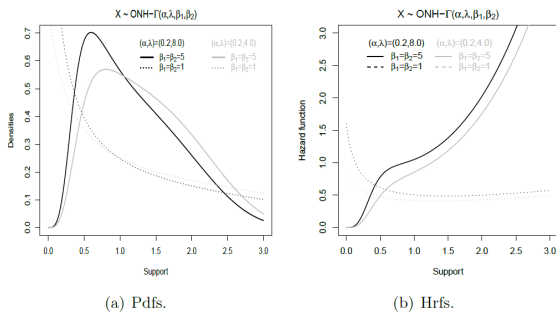 X ~ ONH−Γ(α,λ,β₁,β₂)
(α,λ)=(0.2,8.0) (α,λ)=(0.2,4.0)
β₁=β₂=5 β₁=β₂=5
β₁=β₂=1 β₁=β₂=1
Densities
0.7
0.6
0.5
0.4
0.3
0.2
0.1
0.0
0.0 0.5 1.0 1.5 2.0 2.5 3.0
Support
(a) Pdfs.
X ~ ONH−Γ(α,λ,β₁,β₂)
(α,λ)=(0.2,8.0) (α,λ)=(0.2,4.0)
β₁=β₂=5 β₁=β₂=5
β₁=β₂=1 β₁=β₂=1
Hazard function
3.0
2.5
2.0
1.5
1.0
0.5
0.0
0.0 0.5 1.0 1.5 2.0 2.5 3.0
Support
(b) Hrfs.